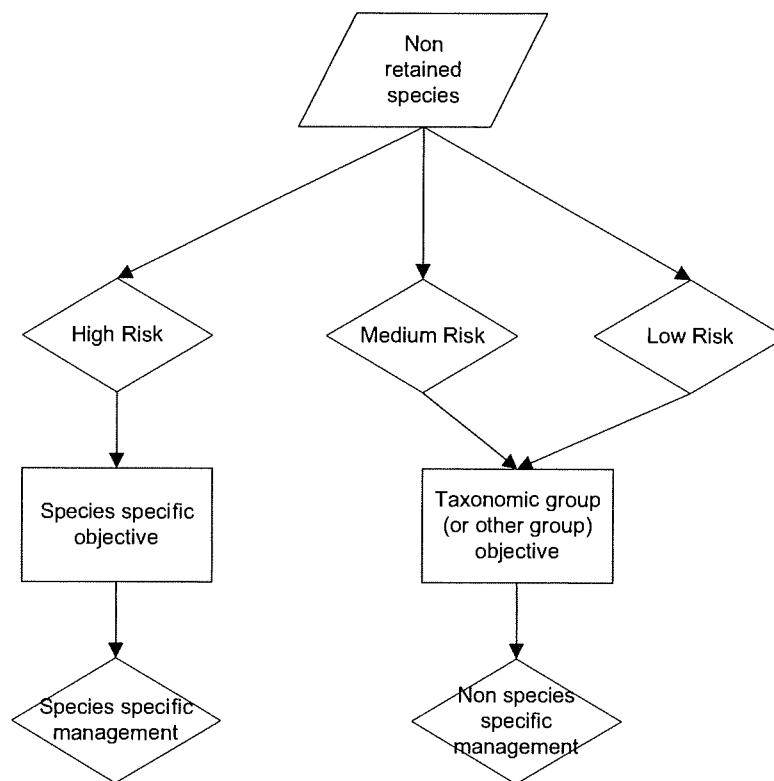 Non
retained
species
High Risk
Medium Risk
Low Risk
Species specific
objective
Taxonomic group
(or other group)
objective
Species specific
management
Non species
specific
management